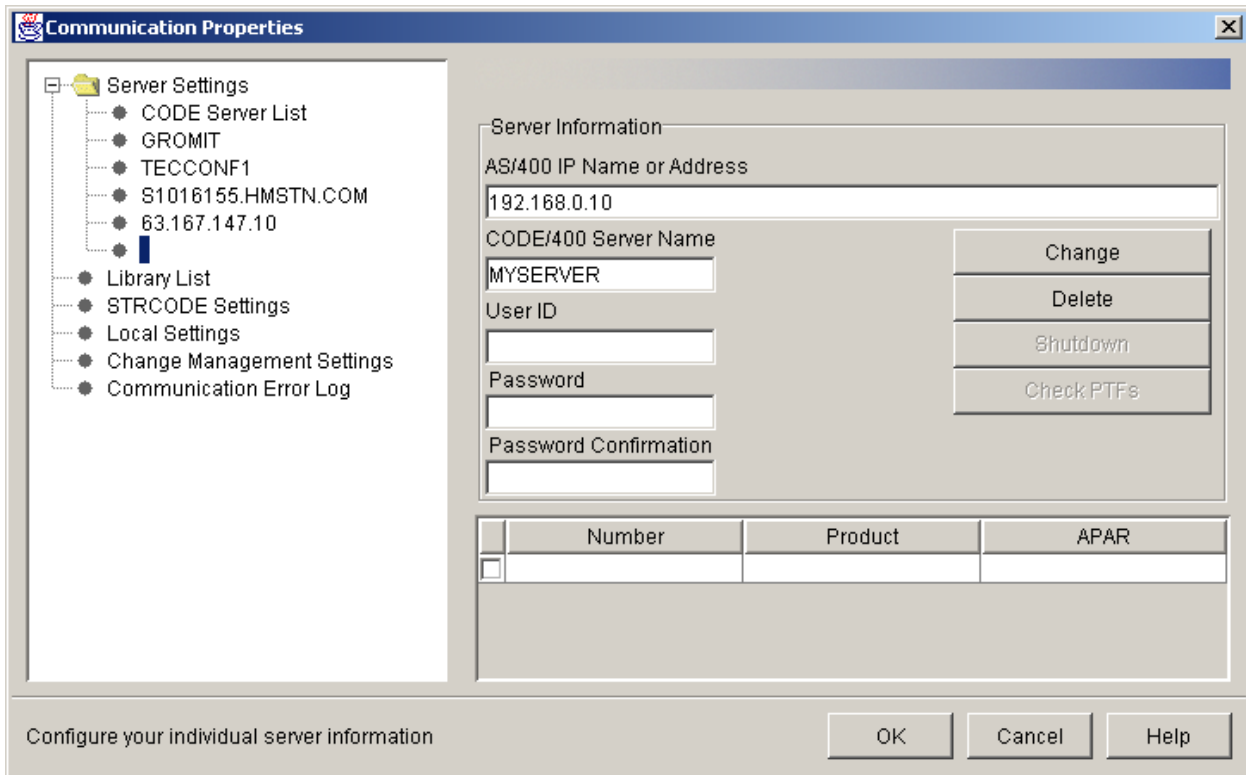 Communication Properties
Server Settings
CODE Server List
GROMIT
TECCONF1
S1016155.HMSTN.COM
63.167.147.10
Library List
STRCODE Settings
Local Settings
Change Management Settings
Communication Error Log
Server Information
AS/400 IP Name or Address
192.168.0.10
CODE/400 Server Name
MYSERVER
User ID
Password
Password Confirmation
Change
Delete
Shutdown
Check PTFs
Number Product APAR
Configure your individual server information
OK Cancel Help